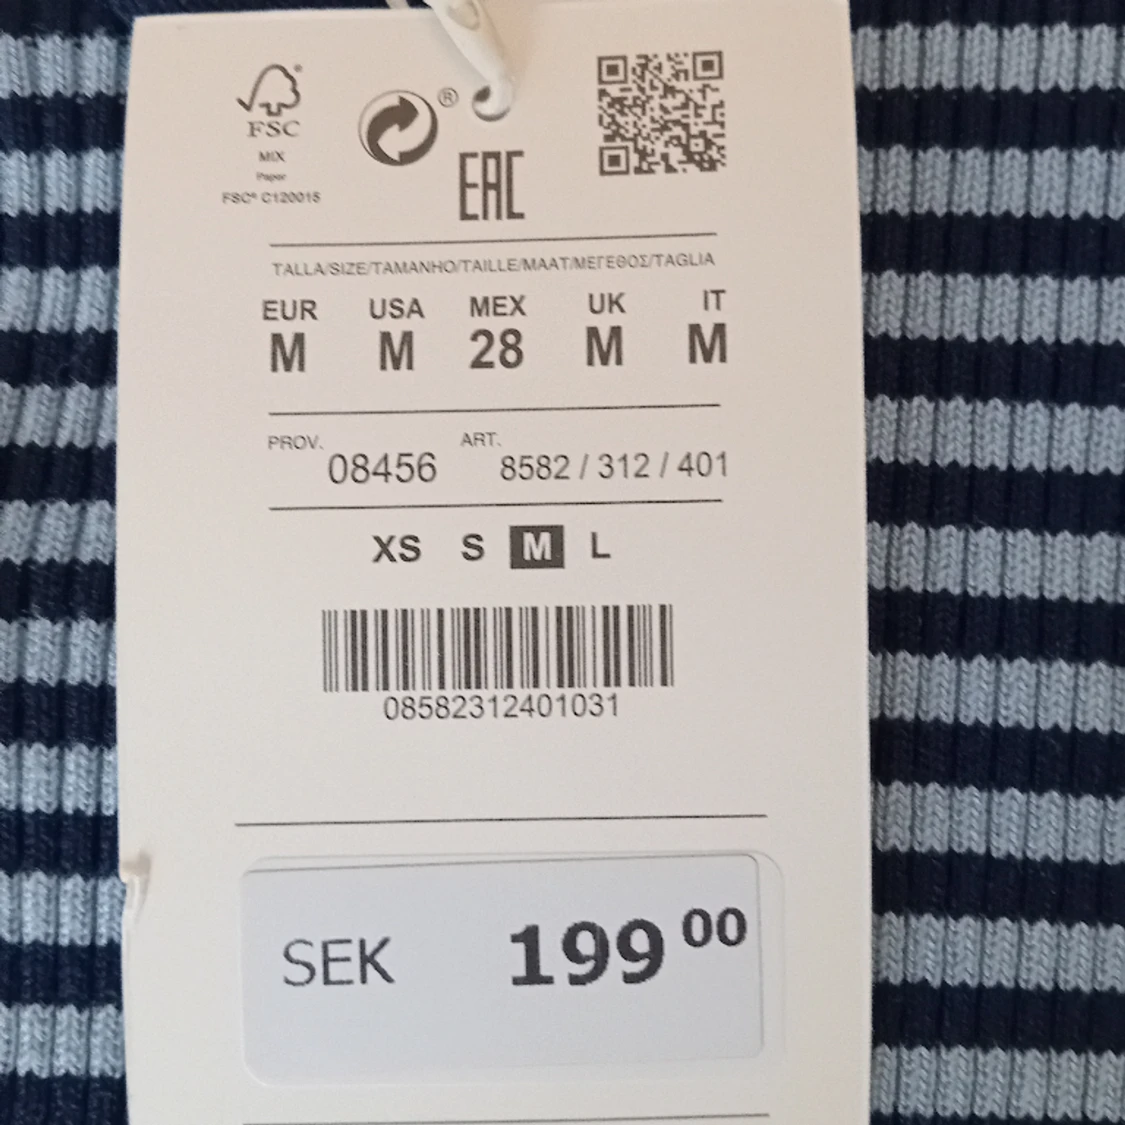 FSC
MIX
Paper
FSC® C120015
®
EAC
TALLA/SIZE/TAMANHO/TAILLE/MAAT/ΜΕΓΕΘΟΣ/TAGLIA
EUR USA MEX UK IT
M M 28 M M
PROV. 08456 ART. 8582 / 312 / 401
XS S M L
08582312401031
SEK 199 00